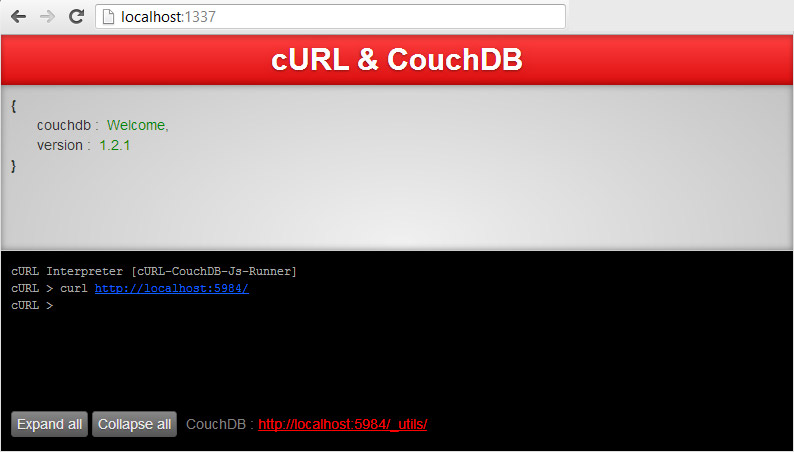 localhost:1337
cURL & CouchDB
{
couchdb : Welcome,
version : 1.2.1
}
cURL Interpreter [cURL-CouchDB-Js-Runner]
cURL > curl http://localhost:5984/
cURL >
Expand all Collapse all CouchDB : http://localhost:5984/_utils/